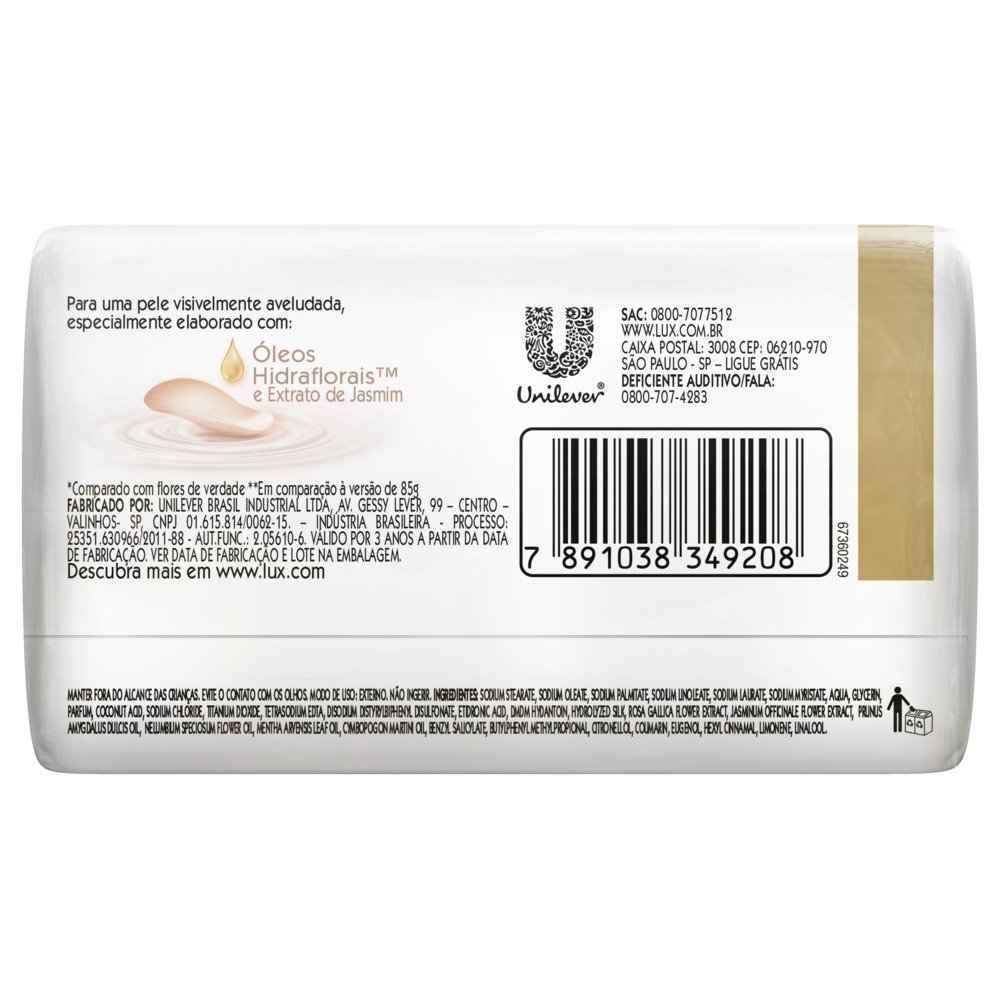 Para uma pele visivelmente aveludada,
especialmente elaborado com:
Óleos
Hidraflorais™
e Extrato de Jasmim
*Comparado com flores de verdade **Em comparação à versão de 85g
FABRICADO POR: UNILEVER BRASIL INDUSTRIAL LTDA, AV. GESSY LEVER, 99 – CENTRO –
VALINHOS- SP, CNPJ 01.615.814/0062-15. – INDÚSTRIA BRASILEIRA - PROCESSO:
25351.630966/2011-88 - AUT.FUNC.: 2.05610-6. VÁLIDO POR 3 ANOS A PARTIR DA DATA
DE FABRICAÇÃO. VER DATA DE FABRICAÇÃO E LOTE NA EMBALAGEM.
Descubra mais em www.lux.com
Unilever®
SAC: 0800-7077512
WWW.LUX.COM.BR
CAIXA POSTAL: 3008 CEP: 06210-970
SÃO PAULO - SP – LIGUE GRÁTIS
DEFICIENTE AUDITIVO/FALA:
0800-707-4283
7 891038 349208
67360249
MANTER FORA DO ALCANCE DAS CRIANÇAS. EVITE O CONTATO COM OS OLHOS. MODO DE USO: EXTERNO. NÃO INGERIR. INGREDIENTES: SODIUM STEARATE, SODIUM OLEATE, SODIUM PALMITATE, SODIUM LINOLEATE, SODIUM LAURATE, SODIUM MYRISTATE, AQUA, GLYCERIN,
PARFUM, COCONUT ACID, SODIUM CHLORIDE, TITANIUM DIOXIDE, TETRASODIUM EDTA, DISODIUM DISTYRYLBIPHENYL DISULFONATE, ETIDRONIC ACID, DMDM HYDANTOIN, HYDROLYZED SILK, ROSA GALLICA FLOWER EXTRACT, JASMINUM OFFICINALE FLOWER EXTRACT, PRUNUS
AMYGDALUS DULCIS OIL, NELUMBIUM SPECIOSUM FLOWER OIL, MENTHA ARVENSIS LEAF OIL, CYMBOPOGON MARTINI OIL, BENZYL SALICYLATE, BUTYLPHENYL METHYLPROPIONAL, CITRONELLOL, COUMARIN, EUGENOL, HEXYL CINNAMAL, LIMONENE, LINALOOL.